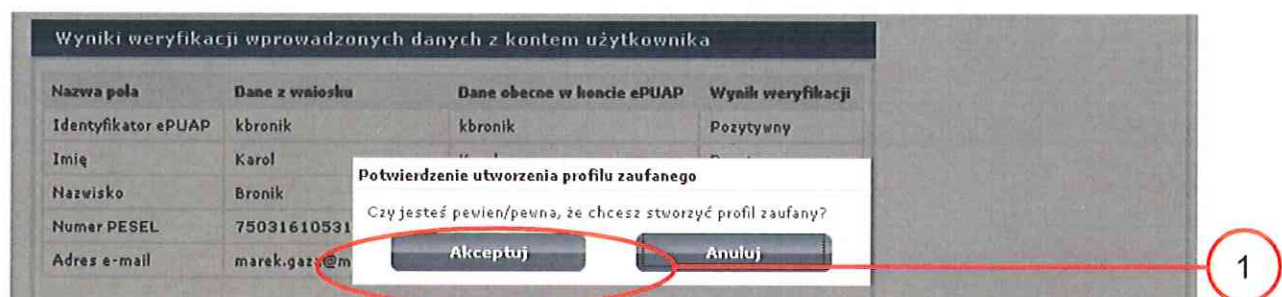 Wyniki weryfikacji wprowadzonych danych z kontem użytkownika
Nazwa pola Dane z wniosku Dane obecne w koncie ePUAP Wynik weryfikacji
Identyfikator ePUAP kbronik kbronik Pozytywny
Imię Karol
Potwierdzenie utworzenia profilu zaufanego
Nazwisko Bronik
Czy jesteś pewien/pewna, że chcesz stworzyć profil zaufany?
Numer PESEL 75031610531
Akceptuj Anuluj
Adres e-mail
1